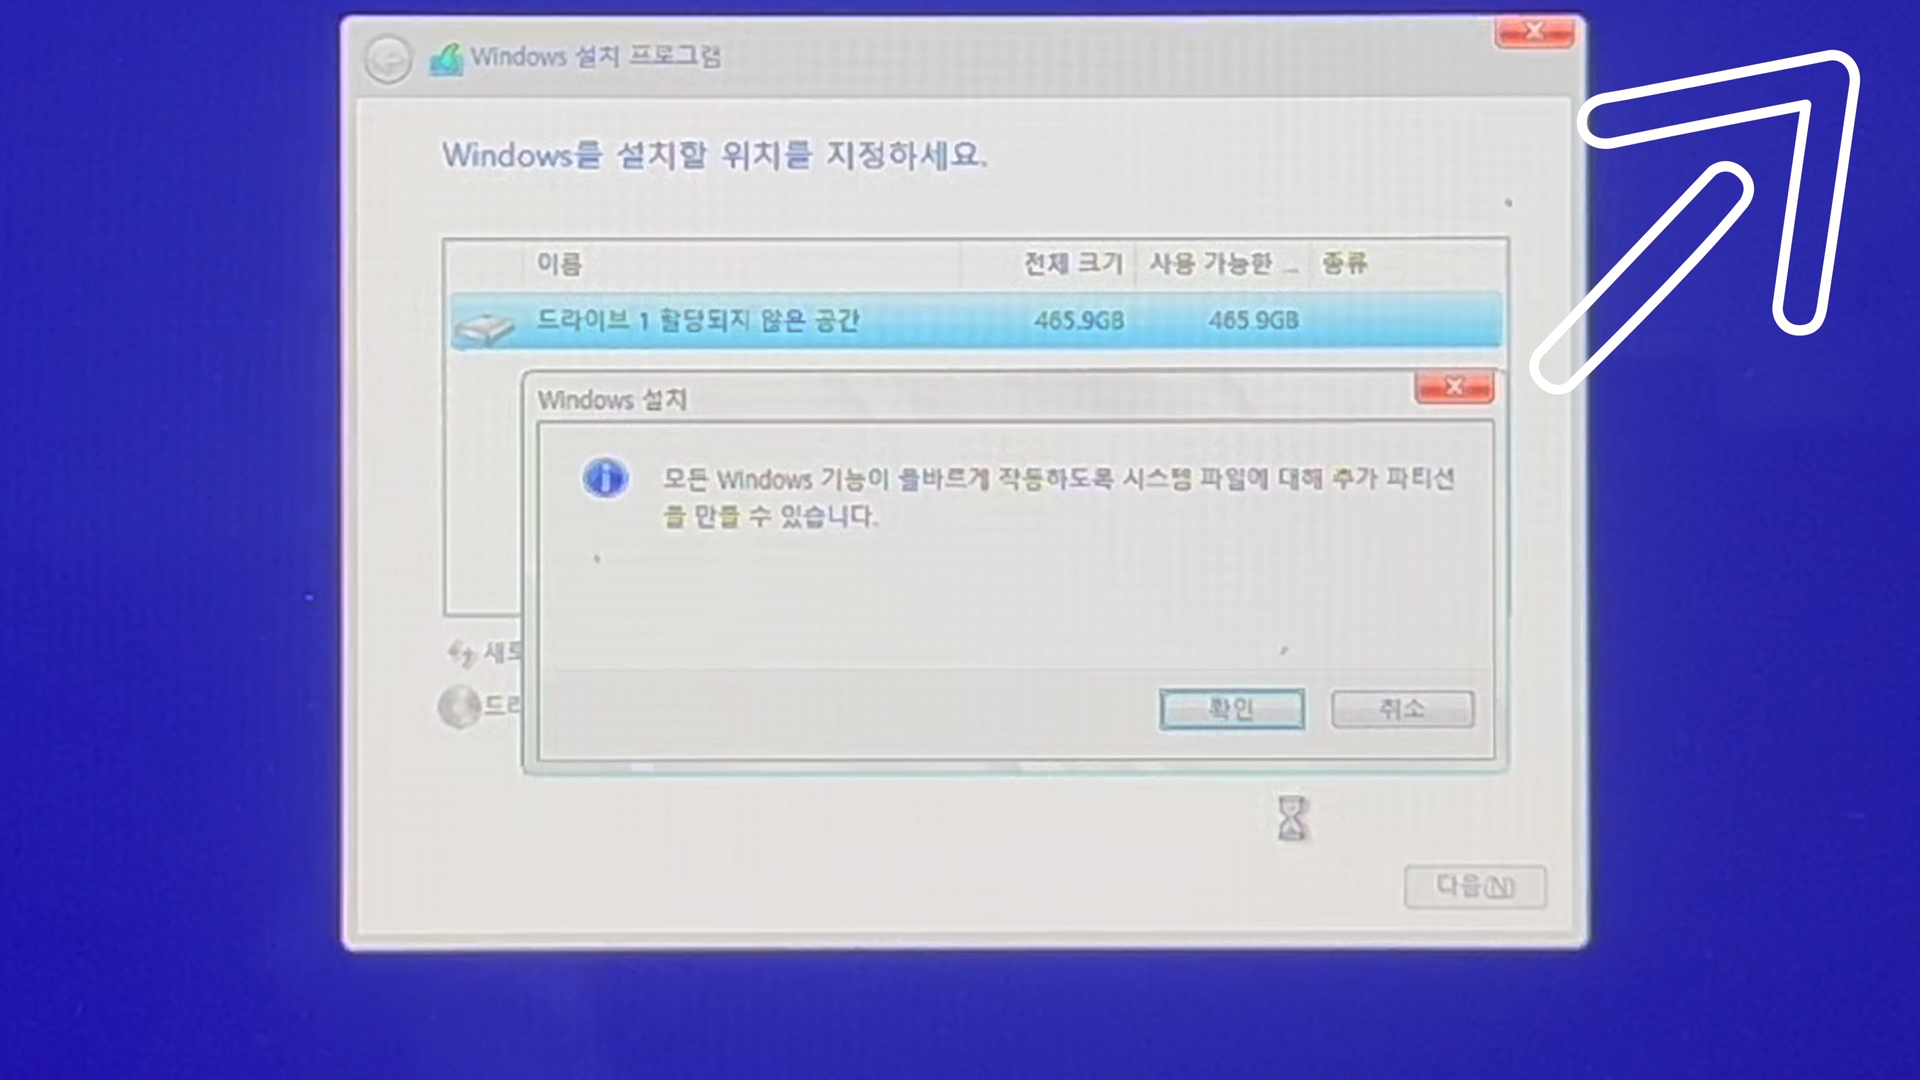 Windows 설치 프로그램
Windows를 설치할 위치를 지정하세요.
이름 전체 크기 사용 가능한 ... 종류
드라이브 1 할당되지 않은 공간 465.9GB 465.9GB
Windows 설치
모든 Windows 기능이 올바르게 작동하도록 시스템 파일에 대해 추가 파티션
을 만들 수 있습니다.
새로
드라
확인 취소
다음(N)